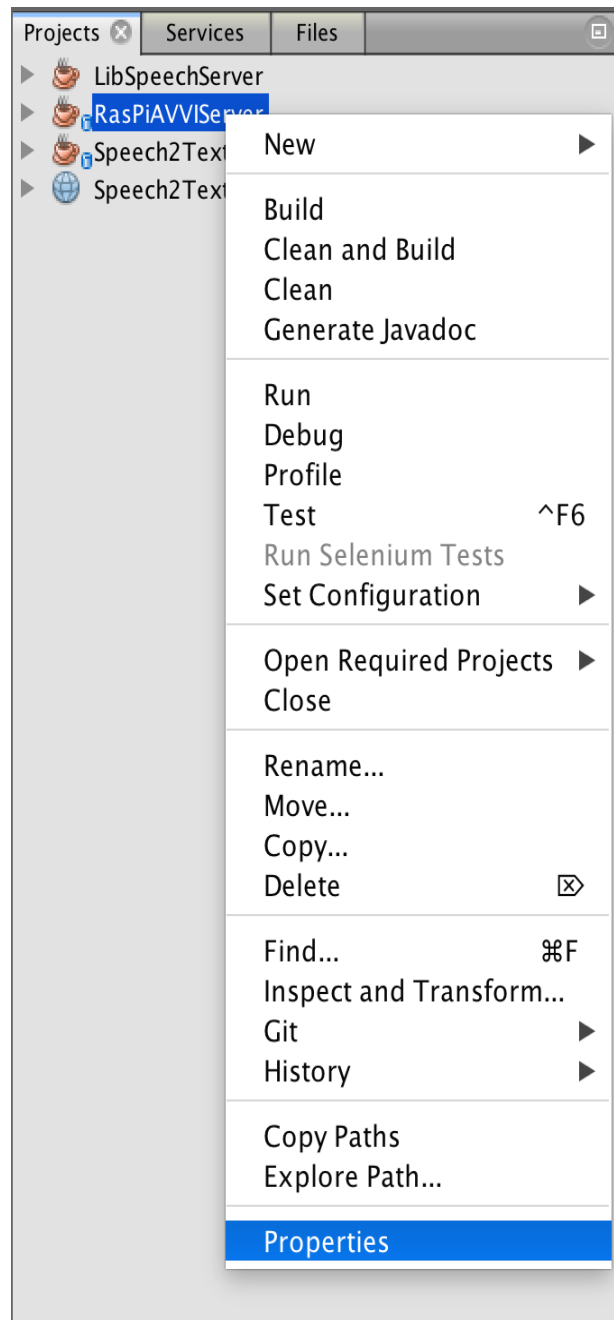 Projects Services Files
LibSpeechServer
RasPiAVVIServer
Speech2Text
Speech2Text
New
Build
Clean and Build
Clean
Generate Javadoc
Run
Debug
Profile
Test ^F6
Run Selenium Tests
Set Configuration
Open Required Projects
Close
Rename...
Move...
Copy...
Delete
Find... ⌘F
Inspect and Transform...
Git
History
Copy Paths
Explore Path...
Properties